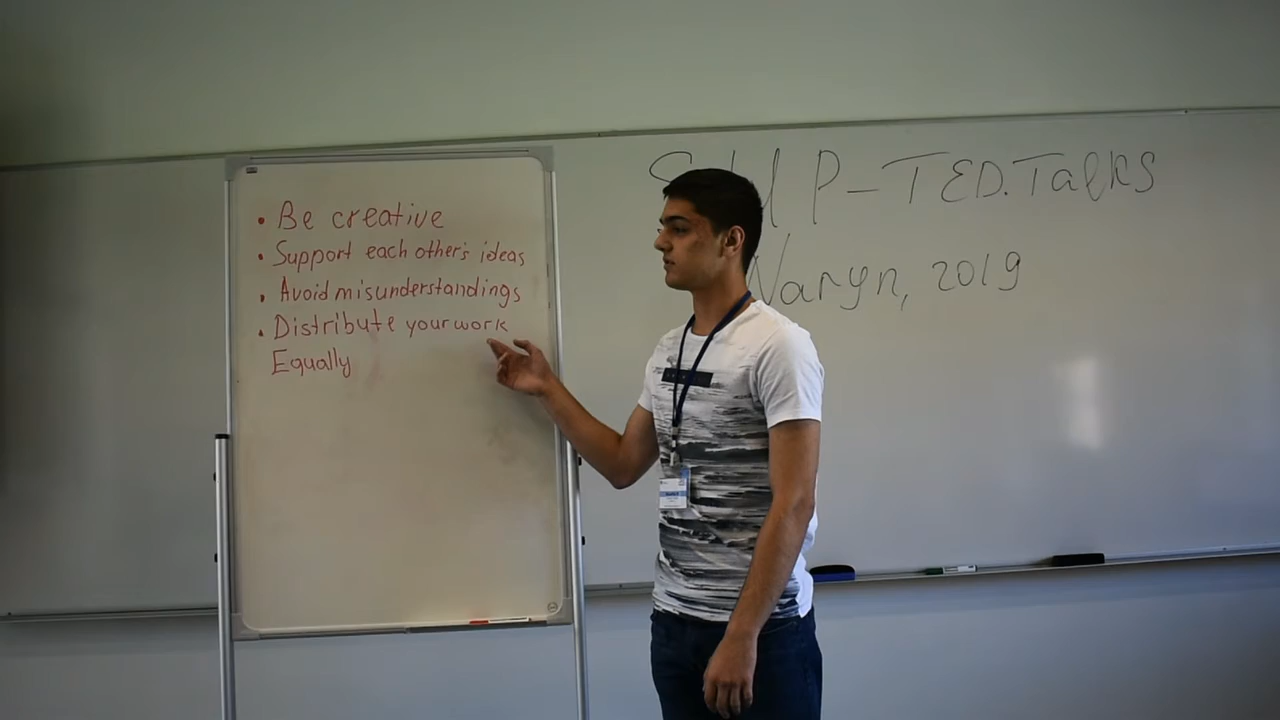 • Be creative
• Support each other's ideas
• Avoid misunderstandings
• Distribute your work
Equally
P-TED.Talks
Naryn, 2019